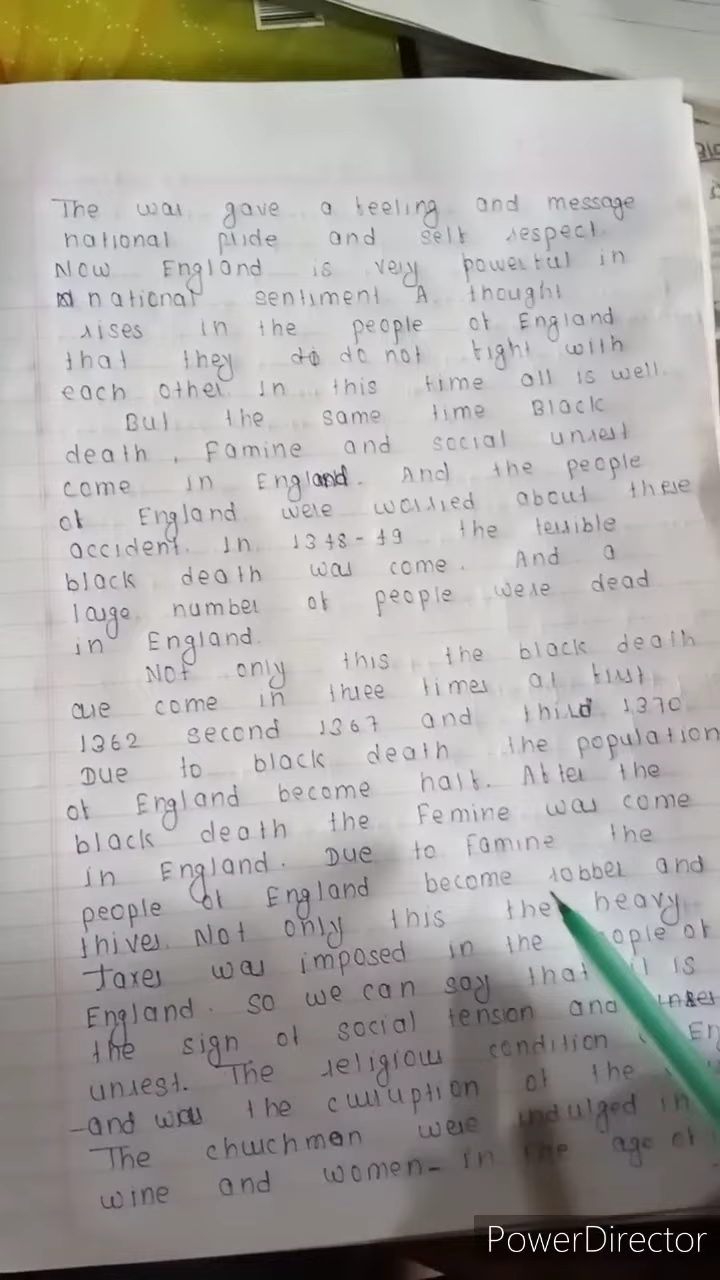 The war gave a feeling and message
national pride and self respect.
Now England is very powerful in
national sentiment. A thought
rises in the people of England
that they do do not fight with
each other. In this time all is well.
But the same time Black
death, Famine and social unrest
come in England. And the people
of England were worried about these
accident. In 1348-49 the terrible
black death was come. And a
large number of people were dead
in England.
Not only this the black death
are come in three times at first
1362 second 1367 and third 1370
Due to black death the population
of England become half. After the
black death the Femine was come
in England. Due to Famine the
people of England become robber and
thives. Not only this the heavy
taxes was imposed in the people of
England. So we can say that it is
the sign of social tension and
unrest. The religious condition
-and was the curruption of the
The churchmen were indulged in
wine and women- in the age of
PowerDirector